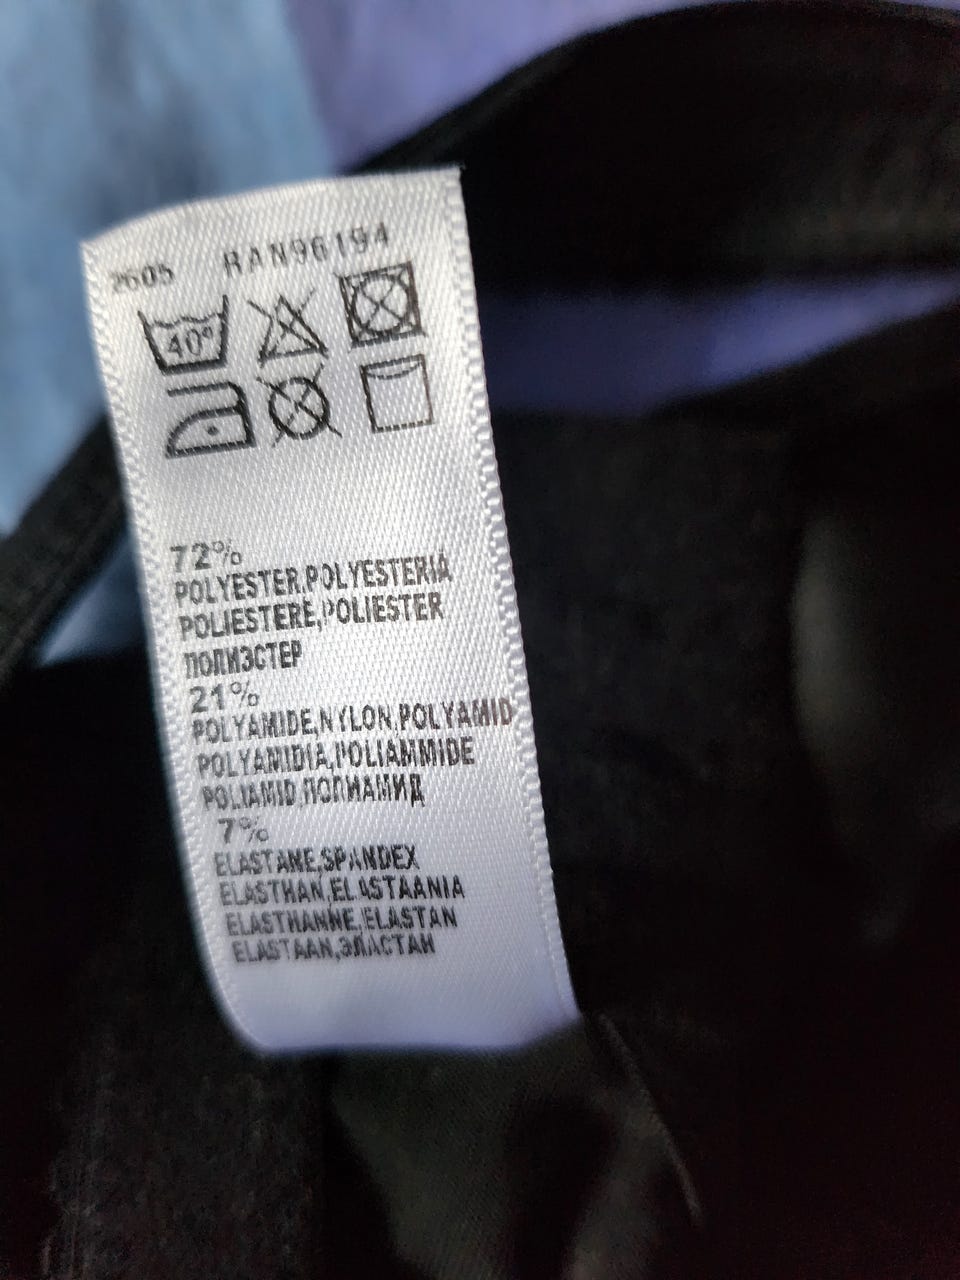 2605 RAN96194
40°
72%
POLYESTER,POLYESTERIA
POLIESTERE,POLIESTER
ПОЛИЭСТЕР
21%
POLYAMIDE,NYLON,POLYAMID
POLYAMIDIA,POLIAMMIDE
POLIAMID,ПОЛИАМИД
7%
ELASTANE,SPANDEX
ELASTHAN,ELASTAANIA
ELASTHANNE,ELASTAN
ELASTAAN,ЭЛАСТАН